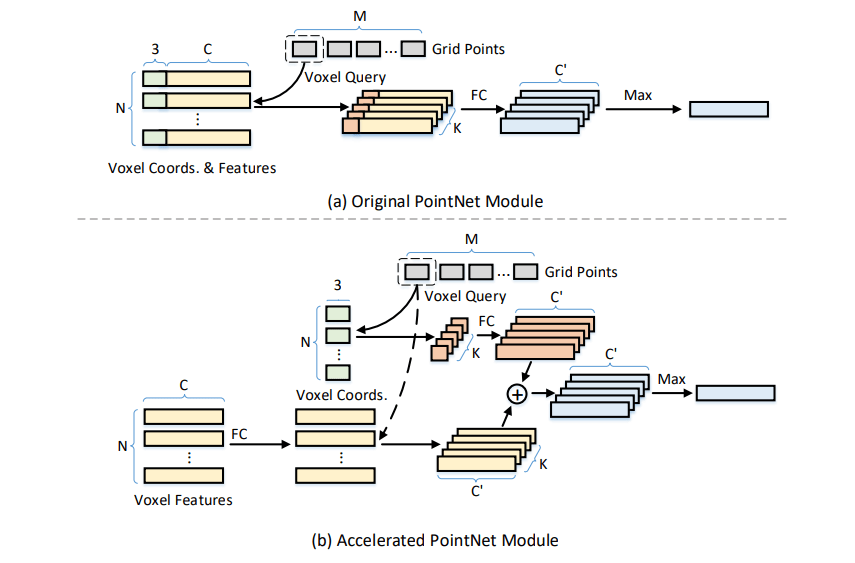 M
3 C
Grid Points
Voxel Query
N
K
FC
C'
Max
Voxel Coords. & Features
(a) Original PointNet Module
M
Grid Points
3
Voxel Query
C'
N
FC
K
C'
Voxel Coords.
Max
C
N
FC
K
C'
Voxel Features
(b) Accelerated PointNet Module